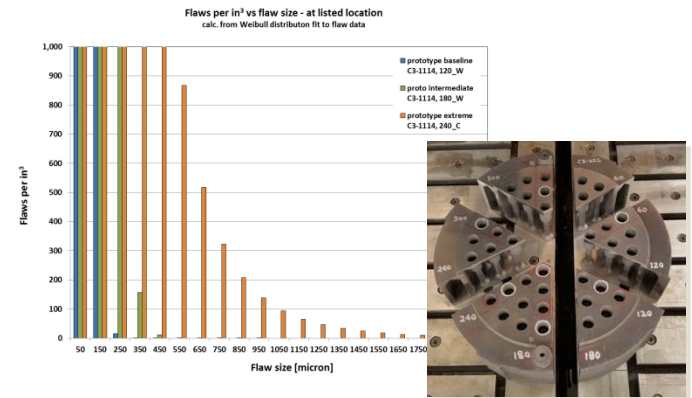 Flaws per in³ vs flaw size - at listed location
calc. from Weibull distributon fit to flaw data
1,000
900
800
700
600
500
400
300
200
100
0
Flaws per in³
prototype baseline
C3-1114, 120_W
proto intermediate
C3-1114, 180_W
prototype extreme
C3-1114, 240_C
50 150 250 350 450 550 650 750 850 950 1050 1150 1250 1350 1450 1550 1650 1750
Flaw size [micron]
0
60
300
60
240
120
240
120
180
180